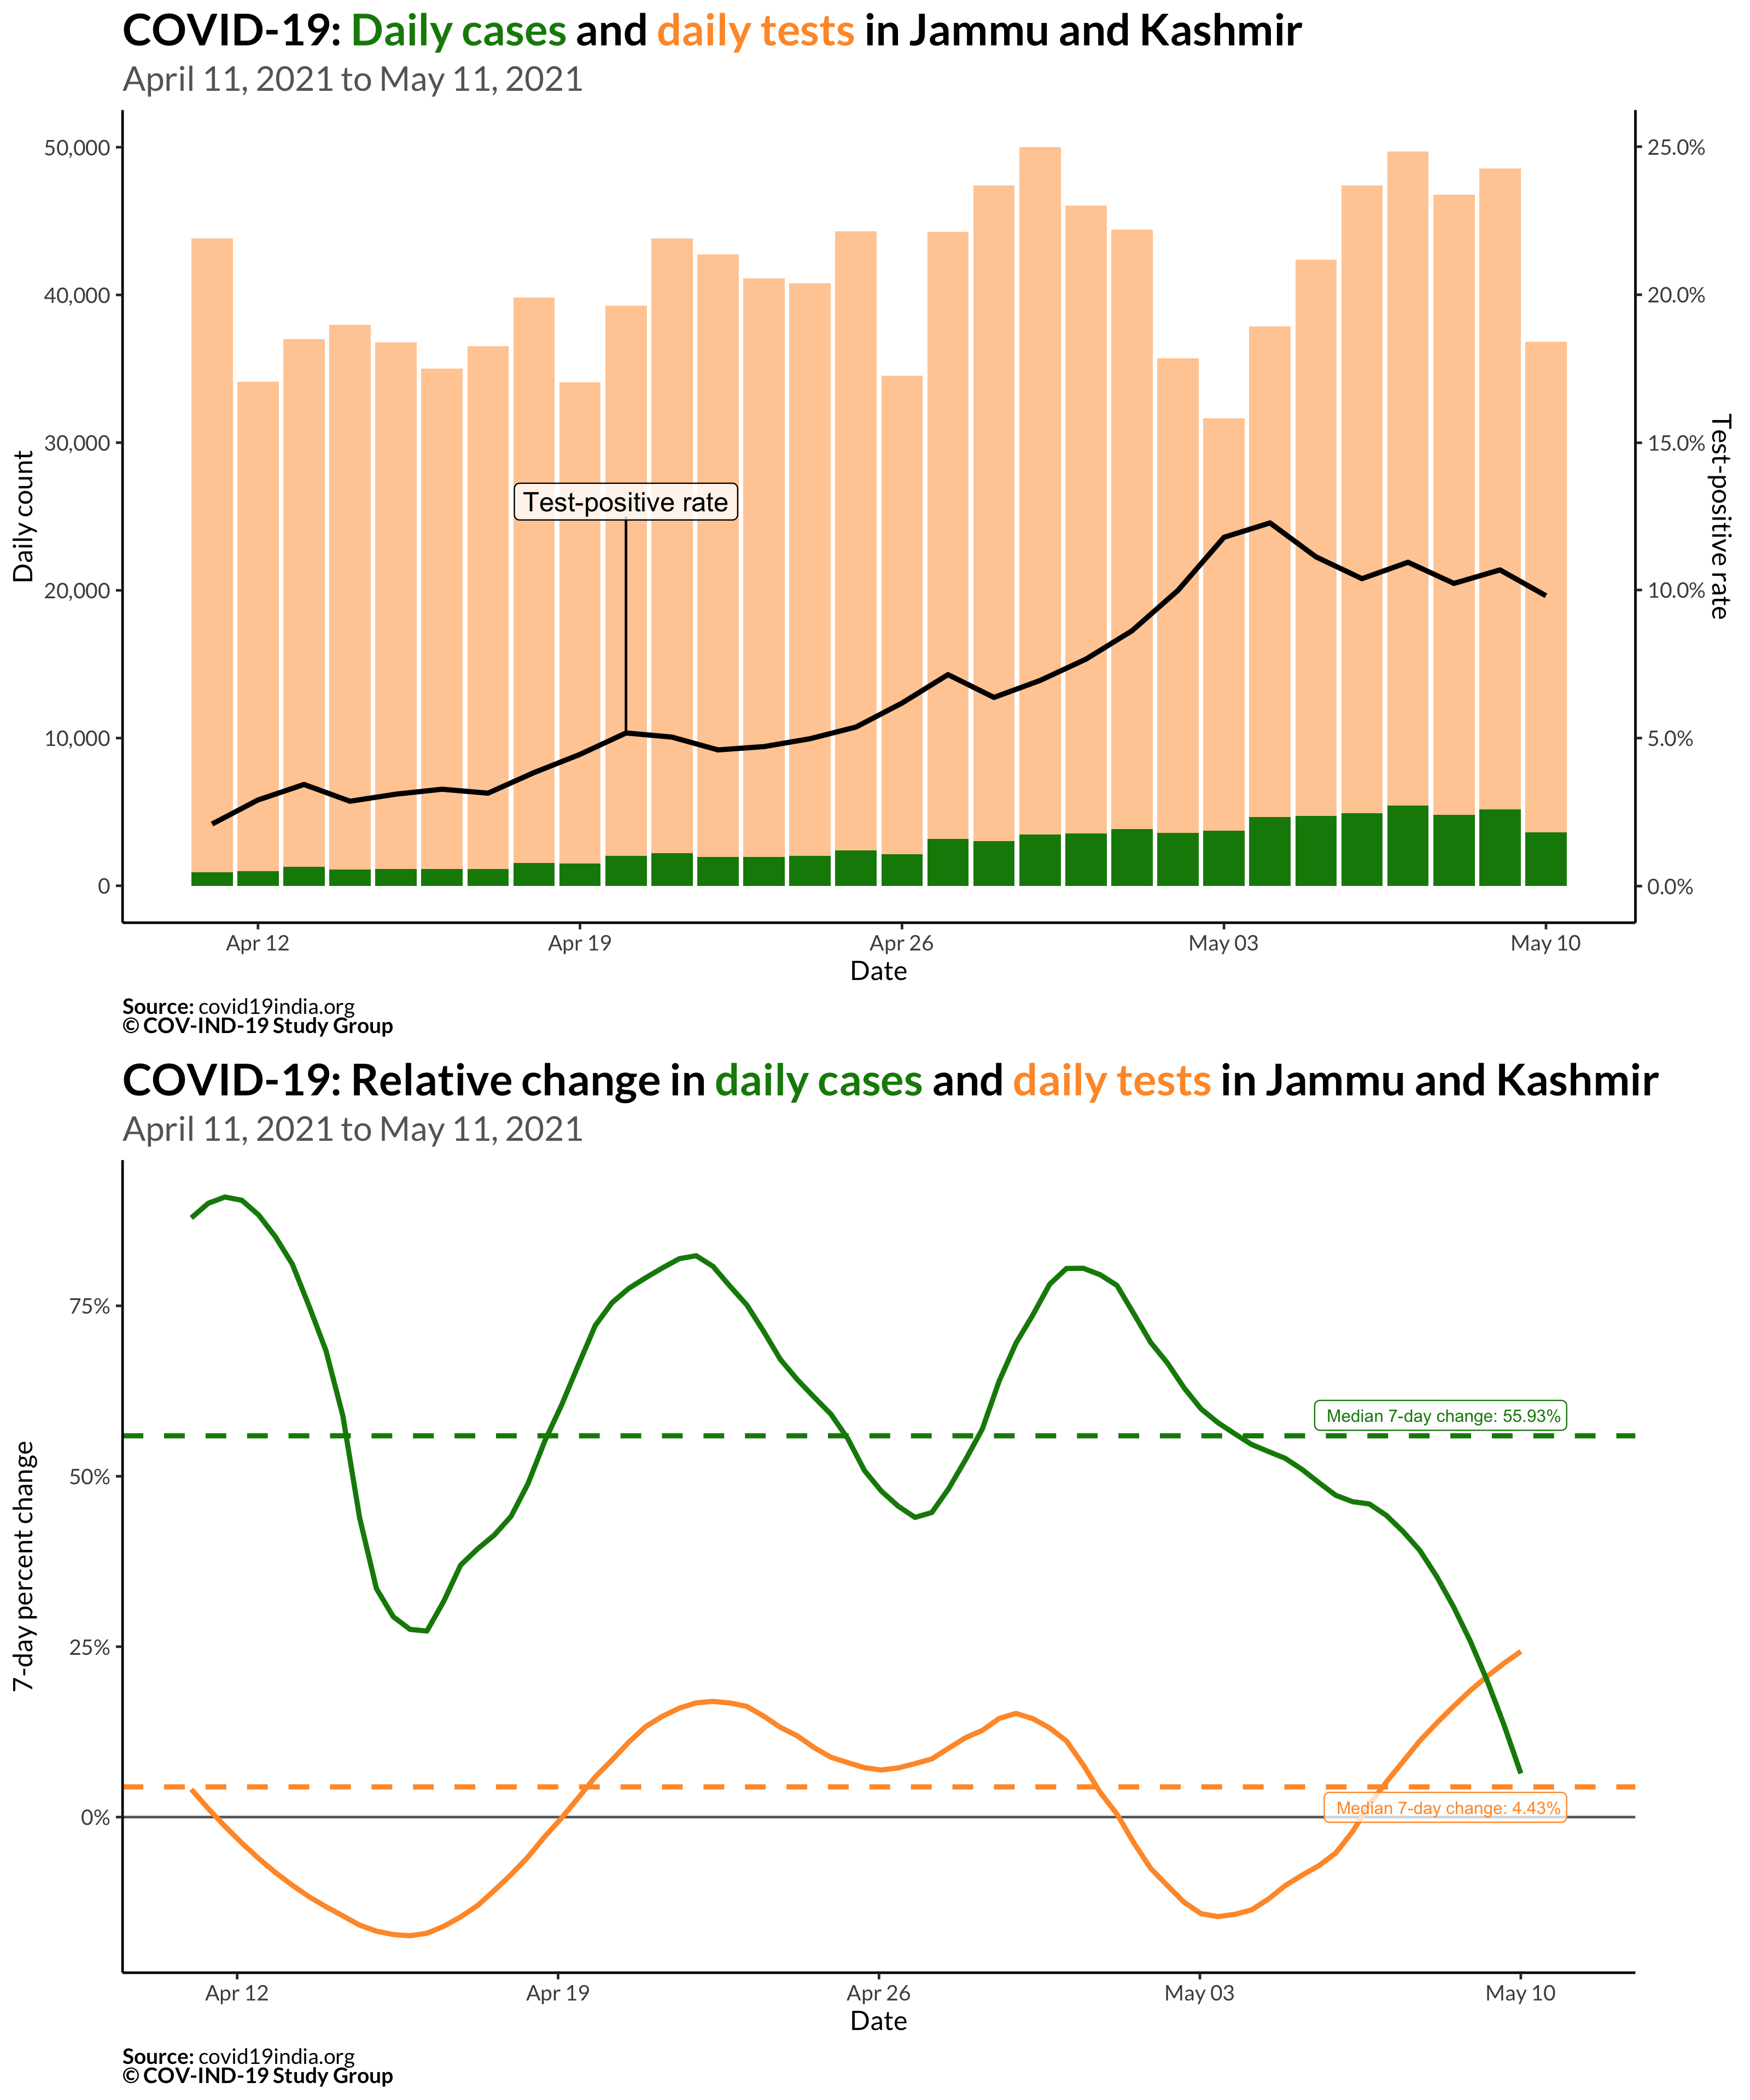 COVID-19: Daily cases and daily tests in Jammu and Kashmir
April 11, 2021 to May 11, 2021
50,000
40,000
30,000
20,000
10,000
0
Daily count
Test-positive rate
25.0%
20.0%
15.0%
10.0%
5.0%
0.0%
Test-positive rate
Apr 12
Apr 19
Apr 26
May 03
May 10
Date
Source: covid19india.org
© COV-IND-19 Study Group
COVID-19: Relative change in daily cases and daily tests in Jammu and Kashmir
April 11, 2021 to May 11, 2021
75%
50%
25%
0%
7-day percent change
Median 7-day change: 55.93%
Median 7-day change: 4.43%
Apr 12
Apr 19
Apr 26
May 03
May 10
Date
Source: covid19india.org
© COV-IND-19 Study Group